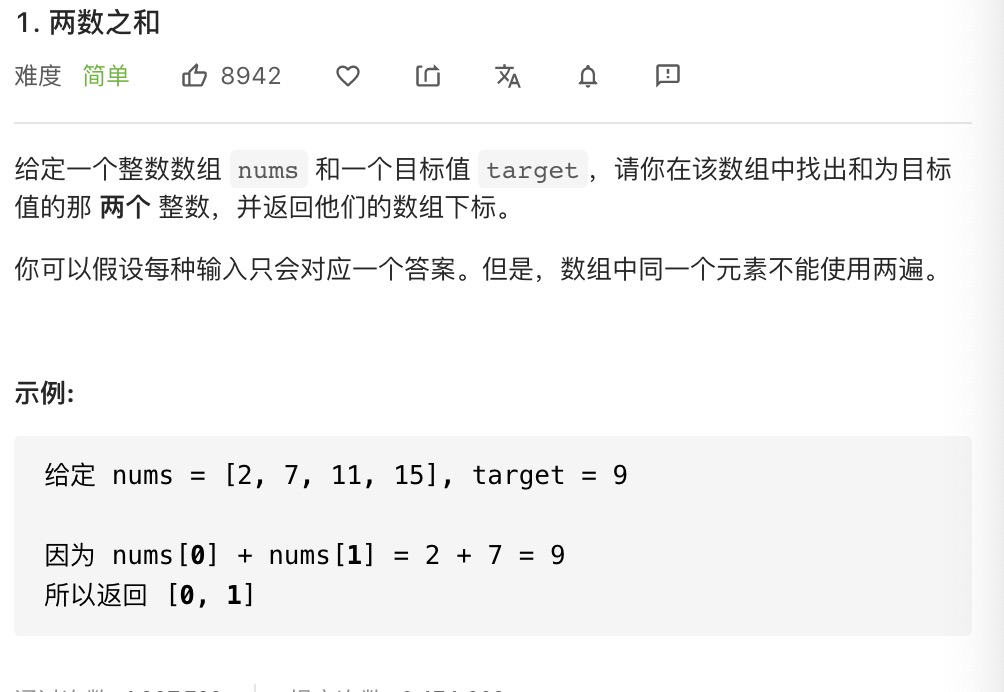 1. 两数之和
难度 简单 8942
给定一个整数数组 nums 和一个目标值 target，请你在该数组中找出和为目标
值的那 两个 整数，并返回他们的数组下标。
你可以假设每种输入只会对应一个答案。但是，数组中同一个元素不能使用两遍。
示例:
给定 nums = [2, 7, 11, 15], target = 9
因为 nums[0] + nums[1] = 2 + 7 = 9
所以返回 [0, 1]